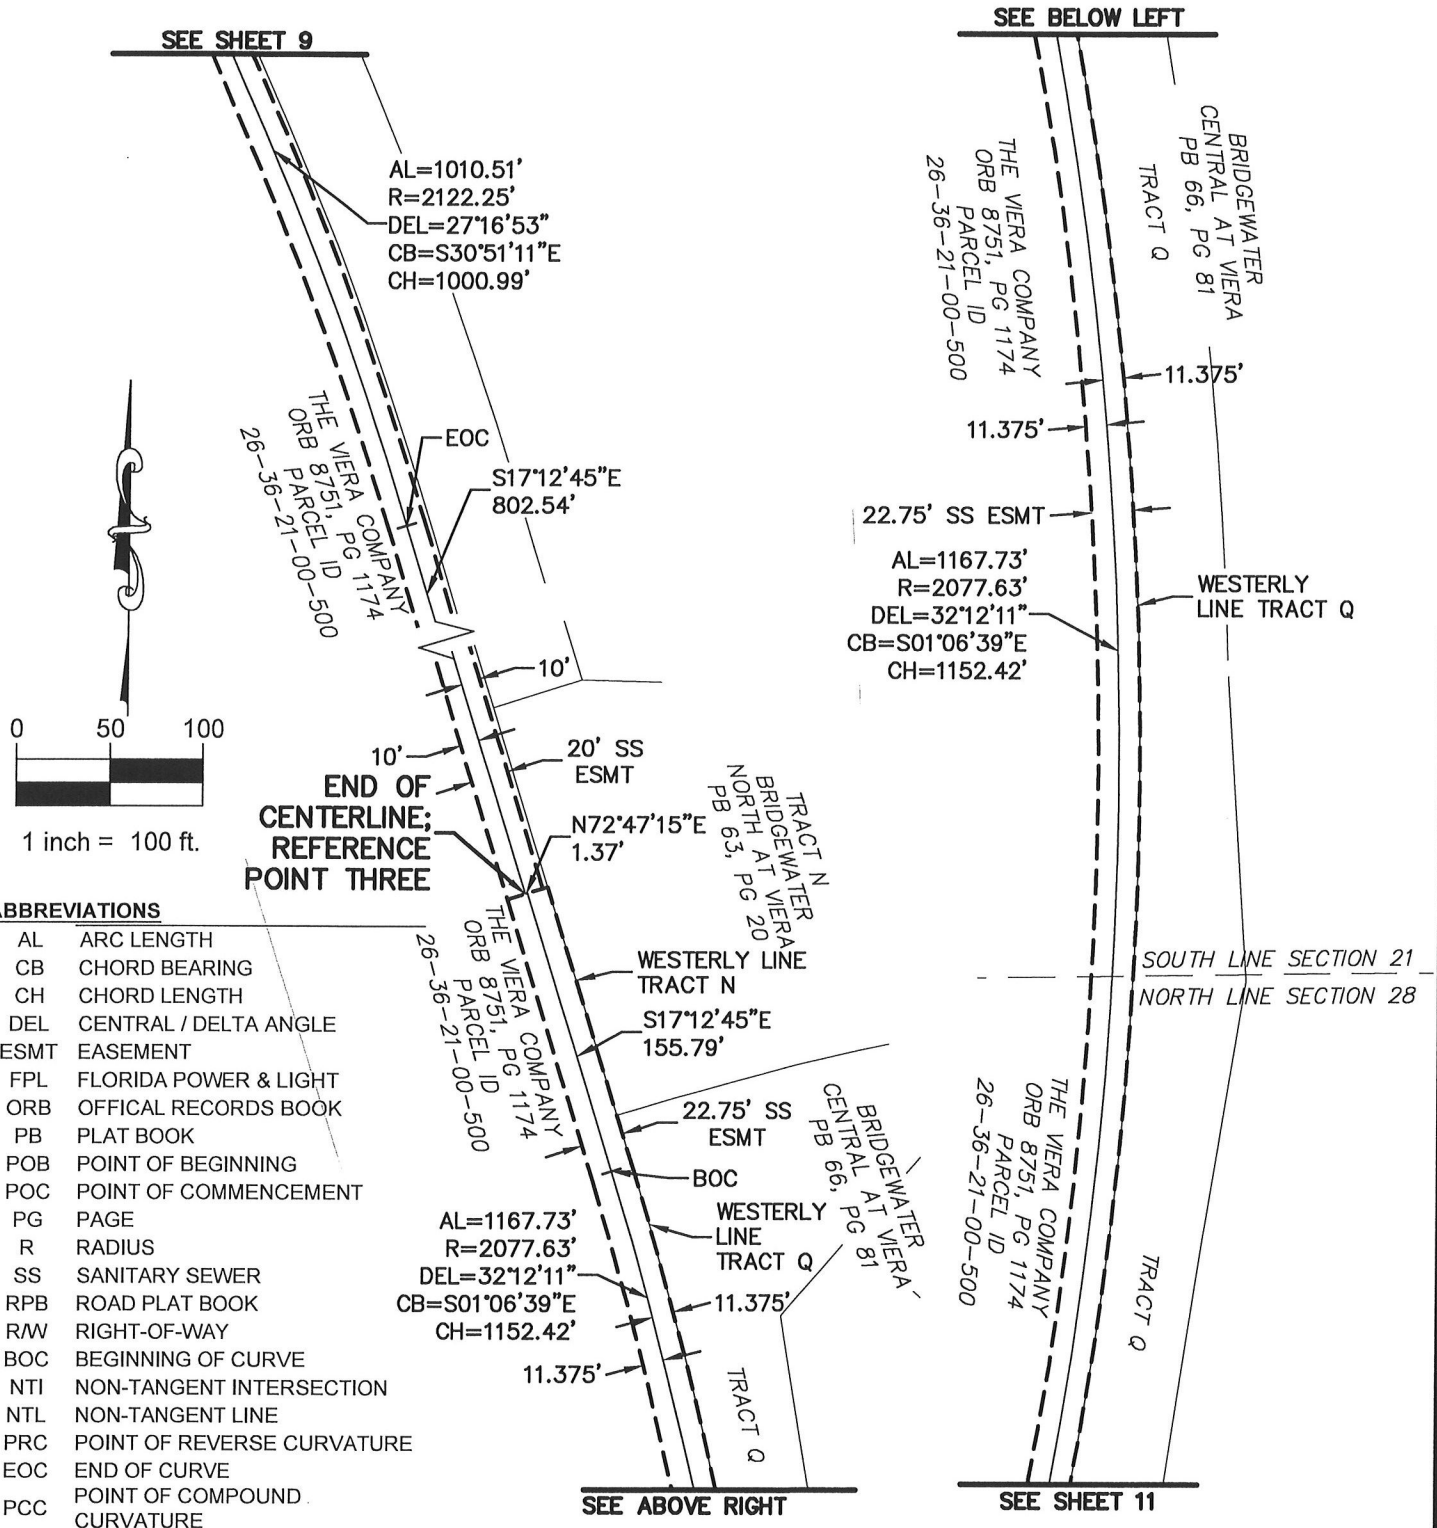 SEE SHEET 9
AL=1010.51'
R=2122.25'
DEL=27°16'53"
CB=S30°51'11"E
CH=1000.99'
EOC
S17°12'45"E
802.54'
THE VIERA COMPANY
ORB 8751, PG 1174
PARCEL ID
26-36-21-00-500
10'
10'
20' SS
ESMT
END OF
CENTERLINE;
REFERENCE
POINT THREE
N72°47'15"E
1.37'
TRACT N
BRIDGEWATER
NORTH AT VIERA
PB 63, PG 20
0 50 100
1 inch = 100 ft.
WESTERLY LINE
TRACT N
S17°12'45"E
155.79'
THE VIERA COMPANY
ORB 8751, PG 1174
PARCEL ID
26-36-21-00-500
22.75' SS
ESMT
BOC
BRIDGEWATER
CENTRAL AT VIERA
PB 66, PG 81
WESTERLY
LINE
TRACT Q
AL=1167.73'
R=2077.63'
DEL=32°12'11"
CB=S01°06'39"E
CH=1152.42'
11.375'
11.375'
TRACT Q
SEE ABOVE RIGHT
ABBREVIATIONS
AL ARC LENGTH
CB CHORD BEARING
CH CHORD LENGTH
DEL CENTRAL / DELTA ANGLE
ESMT EASEMENT
FPL FLORIDA POWER & LIGHT
ORB OFFICAL RECORDS BOOK
PB PLAT BOOK
POB POINT OF BEGINNING
POC POINT OF COMMENCEMENT
PG PAGE
R RADIUS
SS SANITARY SEWER
RPB ROAD PLAT BOOK
R/W RIGHT-OF-WAY
BOC BEGINNING OF CURVE
NTI NON-TANGENT INTERSECTION
NTL NON-TANGENT LINE
PRC POINT OF REVERSE CURVATURE
EOC END OF CURVE
PCC POINT OF COMPOUND
CURVATURE
SEE BELOW LEFT
BRIDGEWATER
CENTRAL AT VIERA
PB 66, PG 81
TRACT Q
THE VIERA COMPANY
ORB 8751, PG 1174
PARCEL ID
26-36-21-00-500
11.375'
11.375'
22.75' SS ESMT
AL=1167.73'
R=2077.63'
DEL=32°12'11"
CB=S01°06'39"E
CH=1152.42'
WESTERLY
LINE TRACT Q
SOUTH LINE SECTION 21
NORTH LINE SECTION 28
THE VIERA COMPANY
ORB 8751, PG 1174
PARCEL ID
26-36-21-00-500
TRACT Q
SEE SHEET 11